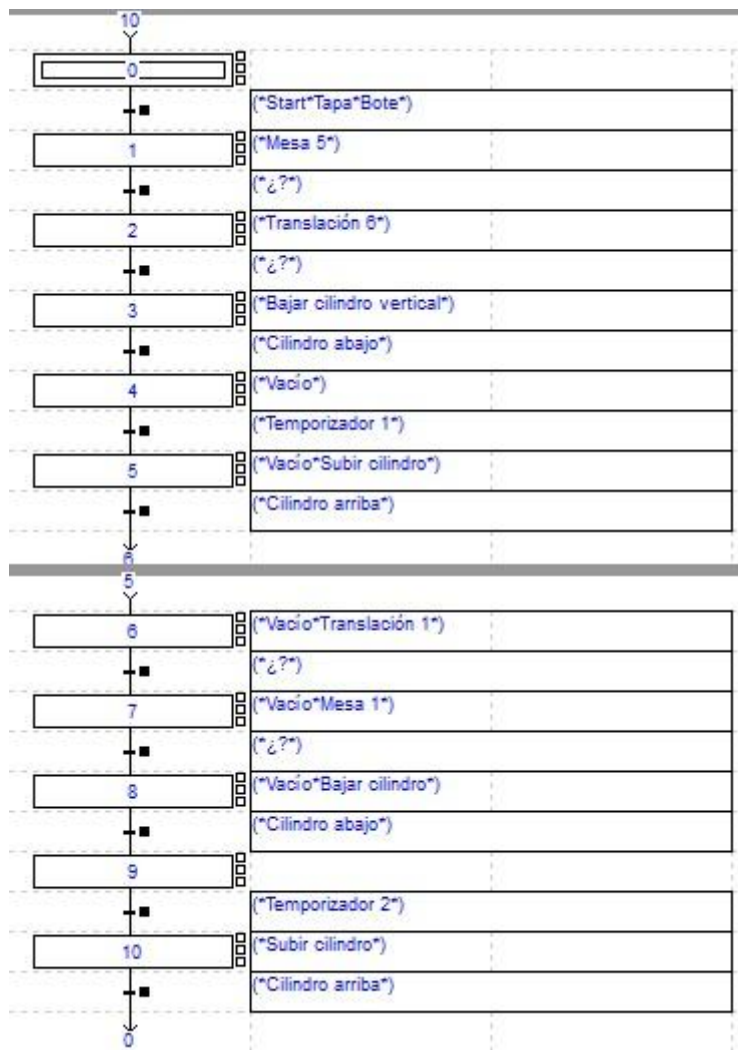 10
0
(*Start*Tapa*Bote*)
1
(*Mesa 5*)
(*¿?*)
2
(*Translación 6*)
(*¿?*)
3
(*Bajar cilindro vertical*)
(*Cilindro abajo*)
4
(*Vacío*)
(*Temporizador 1*)
5
(*Vacío*Subir cilindro*)
(*Cilindro arriba*)
6
5
6
(*Vacío*Translación 1*)
(*¿?*)
7
(*Vacío*Mesa 1*)
(*¿?*)
8
(*Vacío*Bajar cilindro*)
(*Cilindro abajo*)
9
(*Temporizador 2*)
10
(*Subir cilindro*)
(*Cilindro arriba*)
0